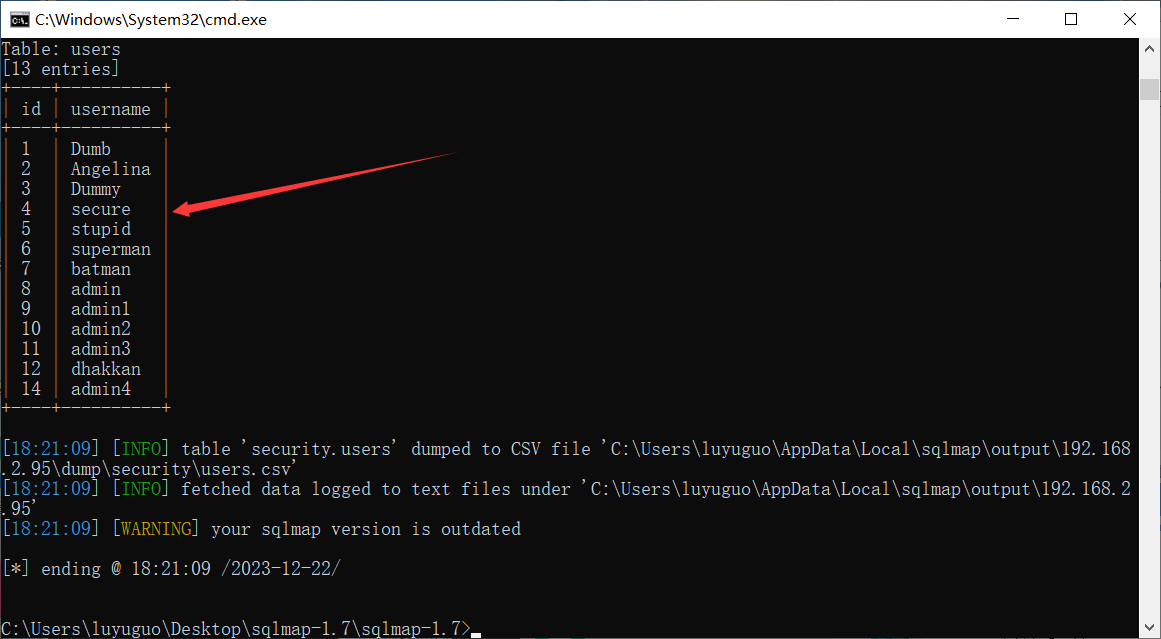 C:\Windows\System32\cmd.exe
Table: users
[13 entries]
+----+----------+
| id | username |
+----+----------+
| 1  | Dumb     |
| 2  | Angelina |
| 3  | Dummy    |
| 4  | secure   |
| 5  | stupid   |
| 6  | superman |
| 7  | batman   |
| 8  | admin    |
| 9  | admin1   |
| 10 | admin2   |
| 11 | admin3   |
| 12 | dhakkan  |
| 14 | admin4   |
+----+----------+
[18:21:09] [INFO] table 'security.users' dumped to CSV file 'C:\Users\luyuguo\AppData\Local\sqlmap\output\192.168
.2.95\dump\security\users.csv'
[18:21:09] [INFO] fetched data logged to text files under 'C:\Users\luyuguo\AppData\Local\sqlmap\output\192.168.2
.95'
[18:21:09] [WARNING] your sqlmap version is outdated
[*] ending @ 18:21:09 /2023-12-22/
C:\Users\luyuguo\Desktop\sqlmap-1.7\sqlmap-1.7>